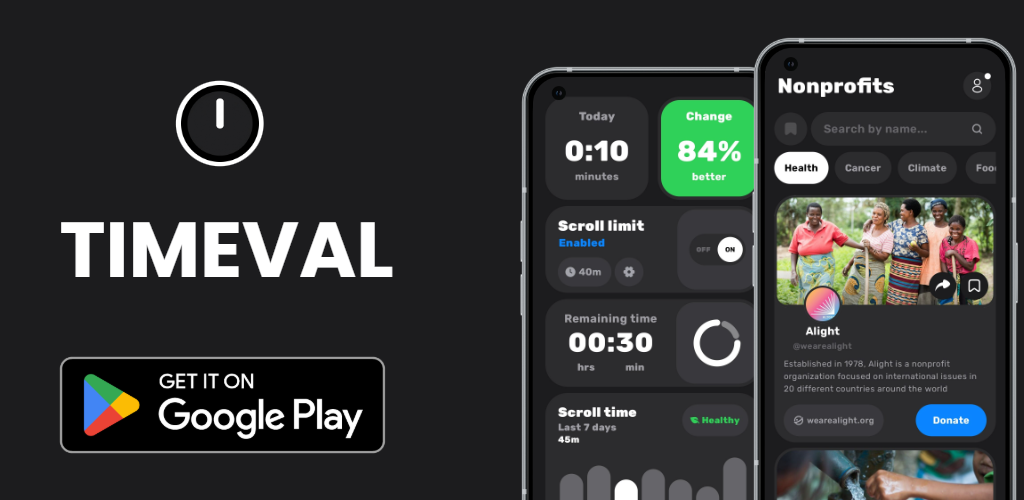 TIMEVAL
GET IT ON
Google Play
Today
0:10
minutes
Change
84%
better
Scroll limit
Enabled
40m
OFF
ON
Remaining time
00:30
hrs
min
Scroll time
Last 7 days
45m
Healthy
Nonprofits
Search by name...
Health
Cancer
Climate
Alight
@wearealight
Established in 1978, Alight is a nonprofit
organization focused on international issues in
20 different countries around the world
wearealight.org
Donate